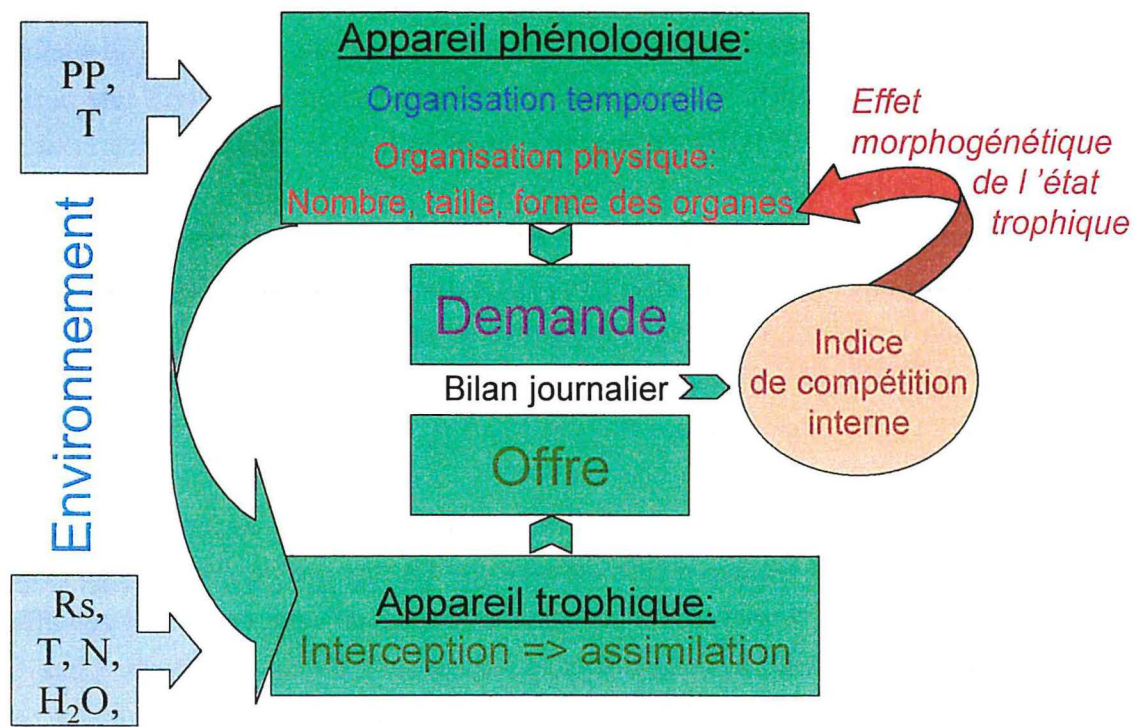 Appareil phénologique:
PP,
T
Organisation temporelle
Organisation physique:
Nombre, taille, forme des organes
Effet
morphogénétique
de l 'état
trophique
Environnement
Demande
Bilan journalier
Indice
de compétition
interne
Offre
Rs,
T, N,
H₂O,
Appareil trophique:
Interception => assimilation